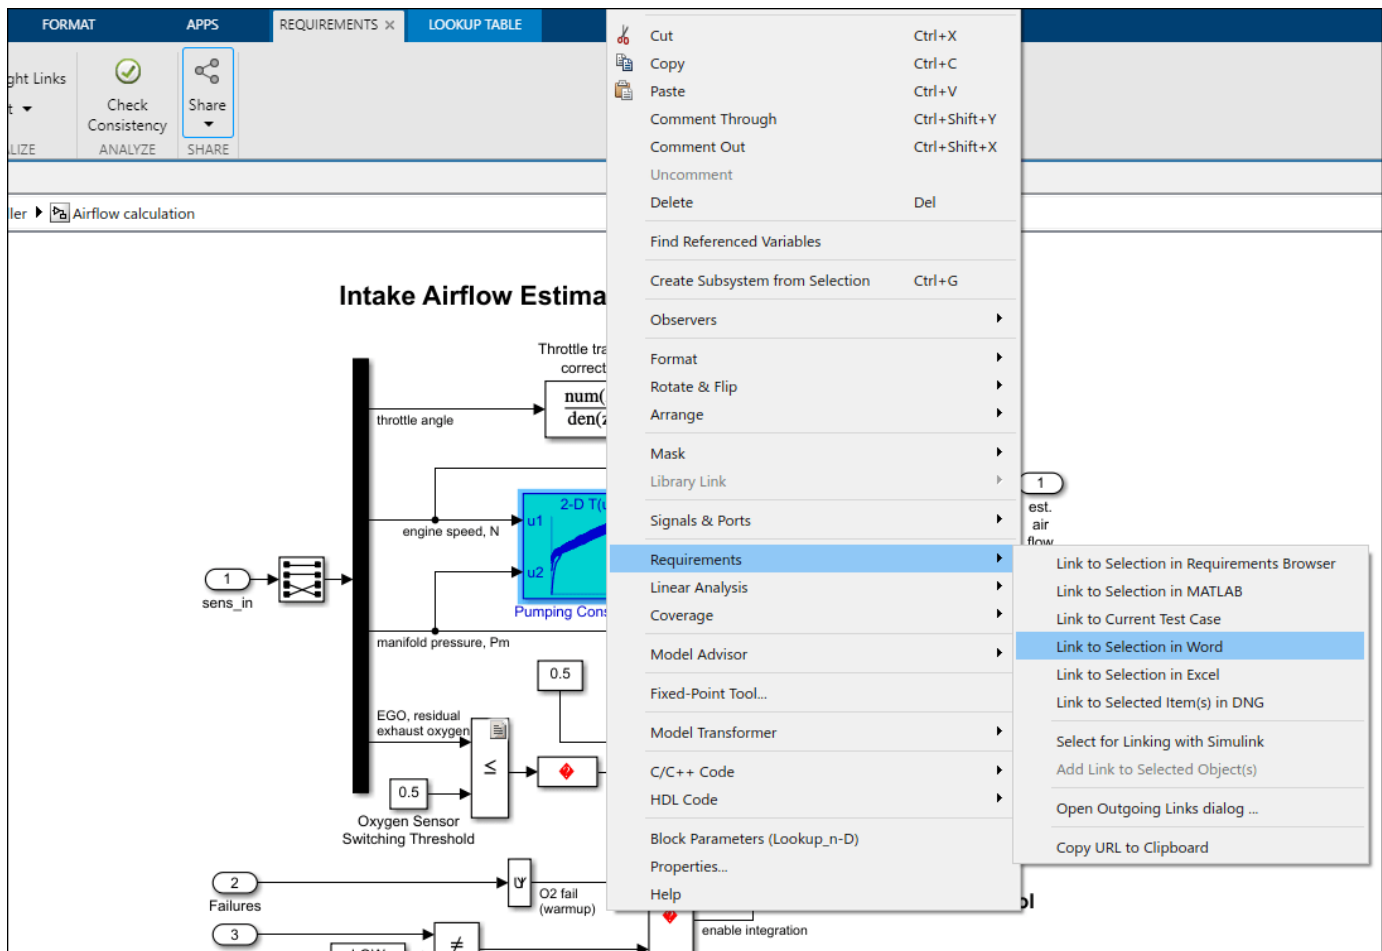 FORMAT
APPS
REQUIREMENTS
LOOKUP TABLE
ght Links
t
Check
Consistency
Share
LIZE
ANALYZE
SHARE
ler
Airflow calculation
Cut Ctrl+X
Copy Ctrl+C
Paste Ctrl+V
Comment Through Ctrl+Shift+Y
Comment Out Ctrl+Shift+X
Uncomment
Delete Del
Find Referenced Variables
Create Subsystem from Selection Ctrl+G
Observers
Format
Rotate & Flip
Arrange
Mask
Library Link
Signals & Ports
Requirements
Linear Analysis
Coverage
Model Advisor
Fixed-Point Tool...
Model Transformer
C/C++ Code
HDL Code
Block Parameters (Lookup_n-D)
Properties...
Help
Link to Selection in Requirements Browser
Link to Selection in MATLAB
Link to Current Test Case
Link to Selection in Word
Link to Selection in Excel
Link to Selected Item(s) in DNG
Select for Linking with Simulink
Add Link to Selected Object(s)
Open Outgoing Links dialog ...
Copy URL to Clipboard
Intake Airflow Estima
Throttle tra
correct
num(
den(z
throttle angle
2-D T(u
u1
engine speed, N
u2
Pumping Cons
1
sens_in
manifold pressure, Pm
0.5
EGO, residual
exhaust oxygen
≤
0.5
Oxygen Sensor
Switching Threshold
2
Failures
O2 fail
(warmup)
3
≠
enable integration
ol
1
est.
air
flow